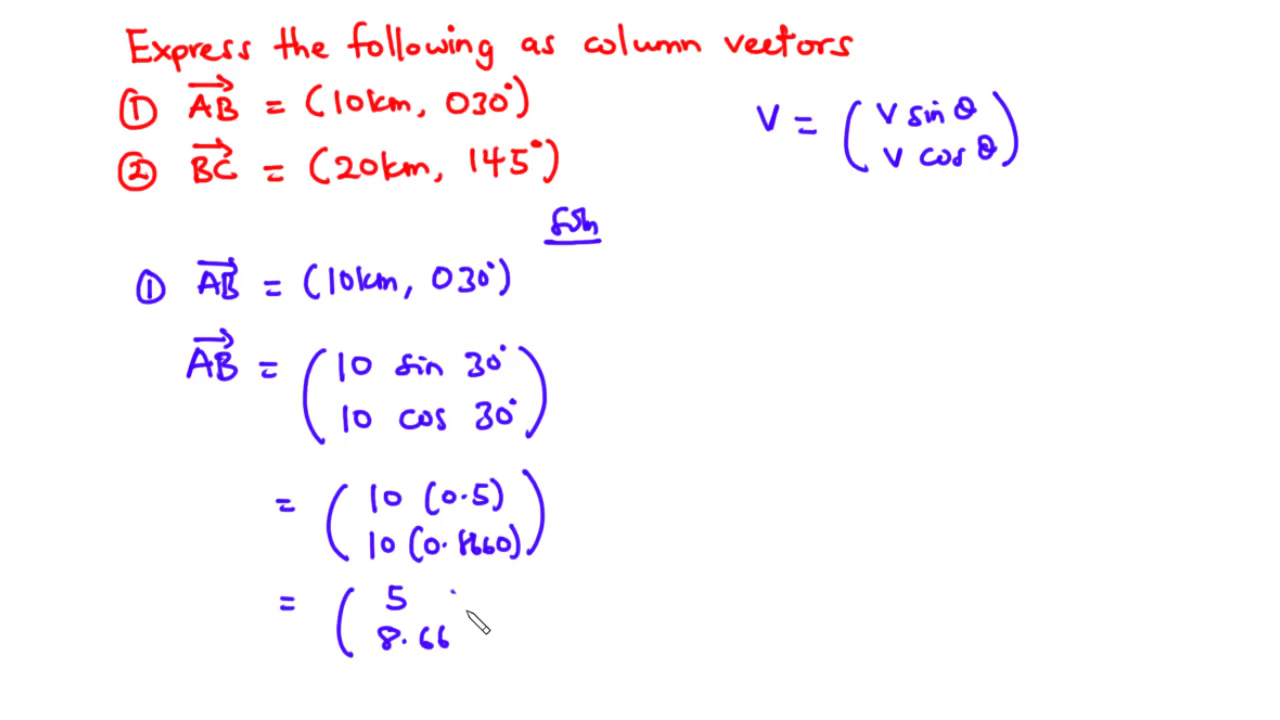 Express the following as column vectors
① AB = (10km, 030°)
② BC = (20km, 145°)
V = ( V sin θ
V cos θ )
soln
① AB = (10km, 030°)
AB = ( 10 sin 30°
10 cos 30° )
= ( 10 (0.5)
10 (0.8660) )
= ( 5
8.66